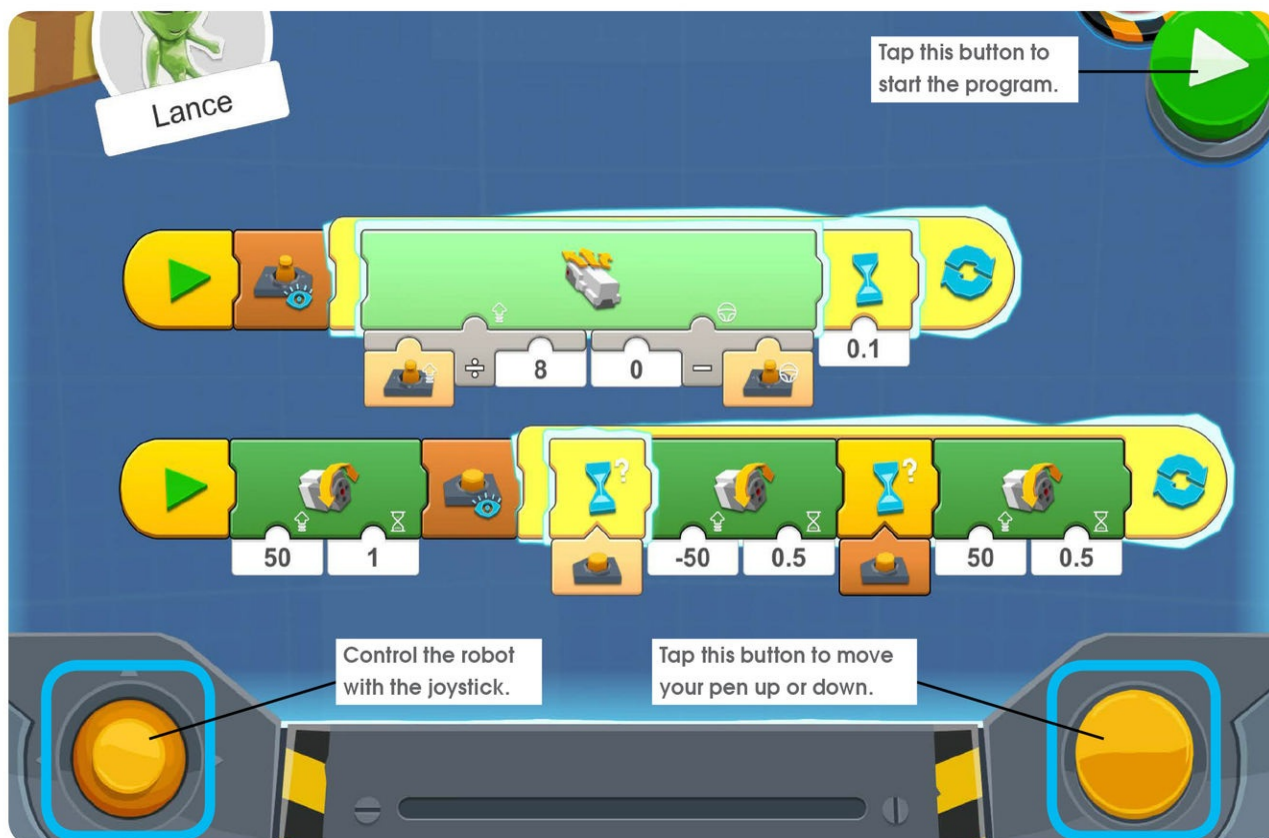 Lance
Tap this button to
start the program.
÷ 8 0 − 0.1
?
?
50 1 -50 0.5 50 0.5
Control the robot
with the joystick.
Tap this button to move
your pen up or down.